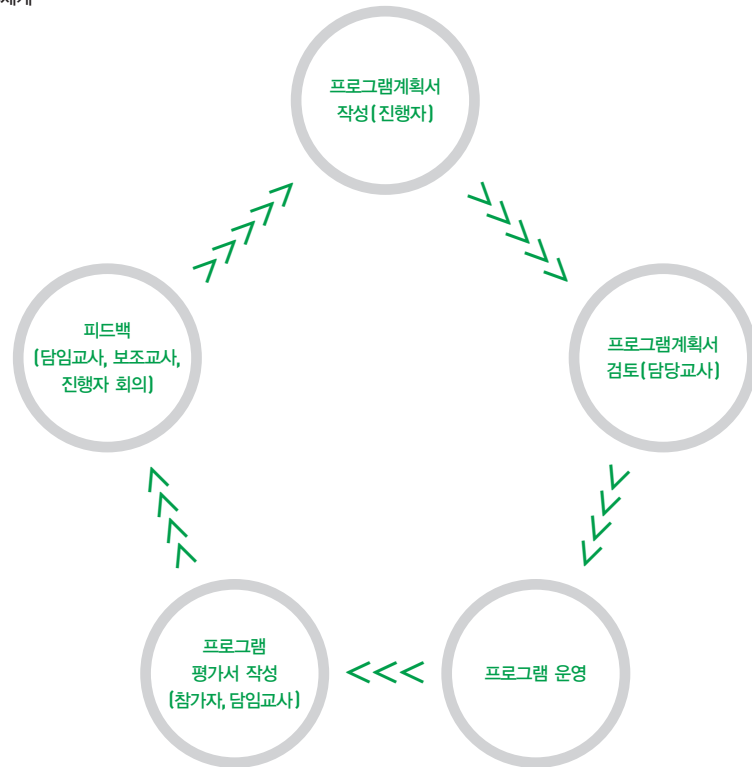 프로그램계획서
작성(진행자)
프로그램계획서
검토(담당교사)
프로그램 운영
프로그램
평가서 작성
(참가자, 담임교사)
피드백
(담임교사, 보조교사,
진행자 회의)